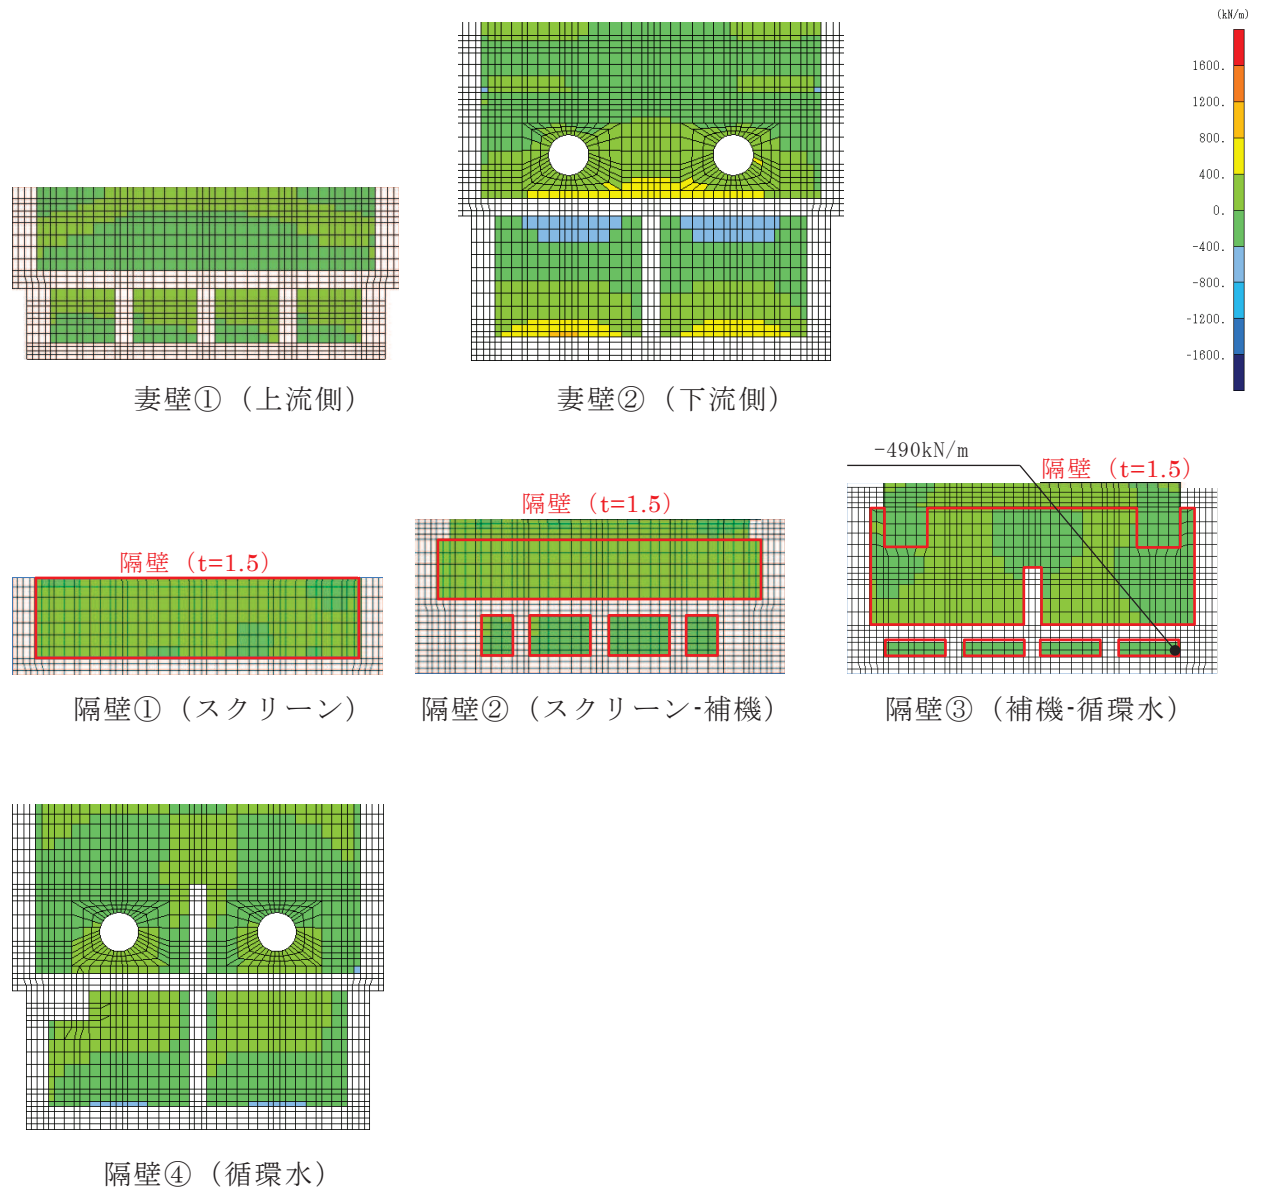 (kN/m)
1600.
1200.
800.
400.
0.
-400.
-800.
-1200.
-1600.
妻壁①（上流側）
妻壁②（下流側）
-490kN/m
隔壁（t=1.5）
隔壁（t=1.5）
隔壁（t=1.5）
隔壁①（スクリーン）
隔壁②（スクリーン-補機）
隔壁③（補機-循環水）
隔壁④（循環水）